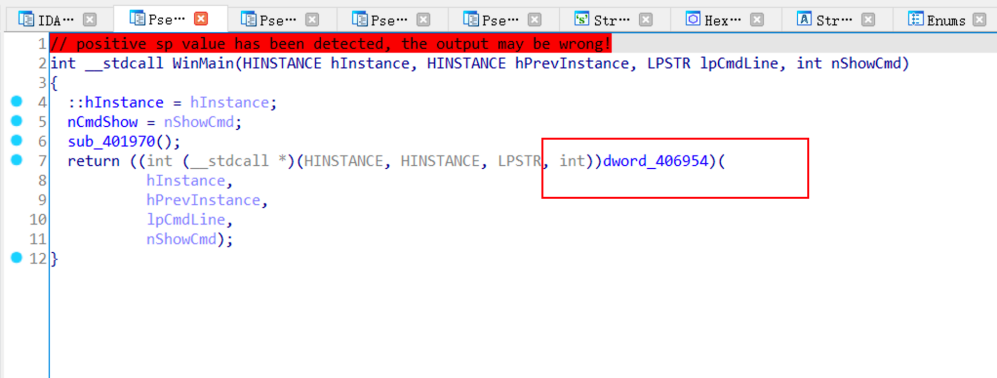 IDA⋯ Pse⋯ Pse⋯ Pse⋯ Pse⋯ Str⋯ Hex⋯ Str⋯ Enums
1 // positive sp value has been detected, the output may be wrong!
2 int __stdcall WinMain(HINSTANCE hInstance, HINSTANCE hPrevInstance, LPSTR lpCmdLine, int nShowCmd)
3 {
4 ::hInstance = hInstance;
5 nCmdShow = nShowCmd;
6 sub_401970();
7 return ((int (__stdcall *)(HINSTANCE, HINSTANCE, LPSTR, int))dword_406954)(
8 hInstance,
9 hPrevInstance,
10 lpCmdLine,
11 nShowCmd);
12 }